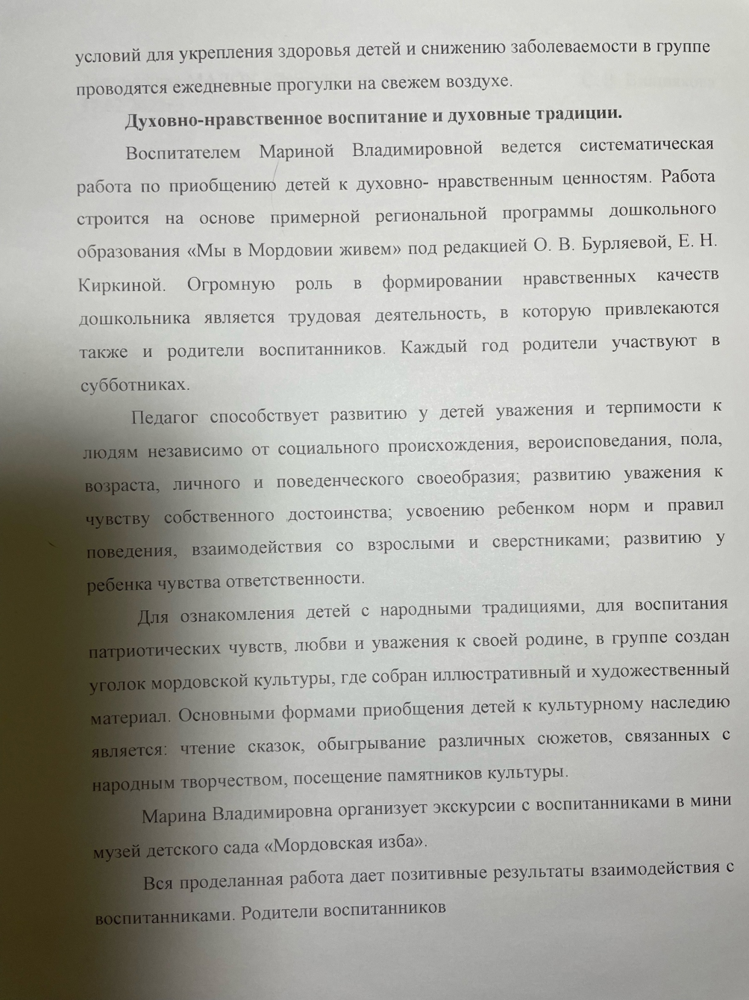 условий для укрепления здоровья детей и снижению заболеваемости в группе
проводятся ежедневные прогулки на свежем воздухе.
Духовно-нравственное воспитание и духовные традиции.
Воспитателем Мариной Владимировной ведется систематическая
работа по приобщению детей к духовно- нравственным ценностям. Работа
строится на основе примерной региональной программы дошкольного
образования «Мы в Мордовии живем» под редакцией О. В. Бурляевой, Е. Н.
Киркиной. Огромную роль в формировании нравственных качеств
дошкольника является трудовая деятельность, в которую привлекаются
также и родители воспитанников. Каждый год родители участвуют в
субботниках.
Педагог способствует развитию у детей уважения и терпимости к
людям независимо от социального происхождения, вероисповедания, пола,
возраста, личного и поведенческого своеобразия; развитию уважения к
чувству собственного достоинства; усвоению ребенком норм и правил
поведения, взаимодействия со взрослыми и сверстниками; развитию у
ребенка чувства ответственности.
Для ознакомления детей с народными традициями, для воспитания
патриотических чувств, любви и уважения к своей родине, в группе создан
уголок мордовской культуры, где собран иллюстративный и художественный
материал. Основными формами приобщения детей к культурному наследию
является: чтение сказок, обыгрывание различных сюжетов, связанных с
народным творчеством, посещение памятников культуры.
Марина Владимировна организует экскурсии с воспитанниками в мини
музей детского сада «Мордовская изба».
Вся проделанная работа дает позитивные результаты взаимодействия с
воспитанниками. Родители воспитанников